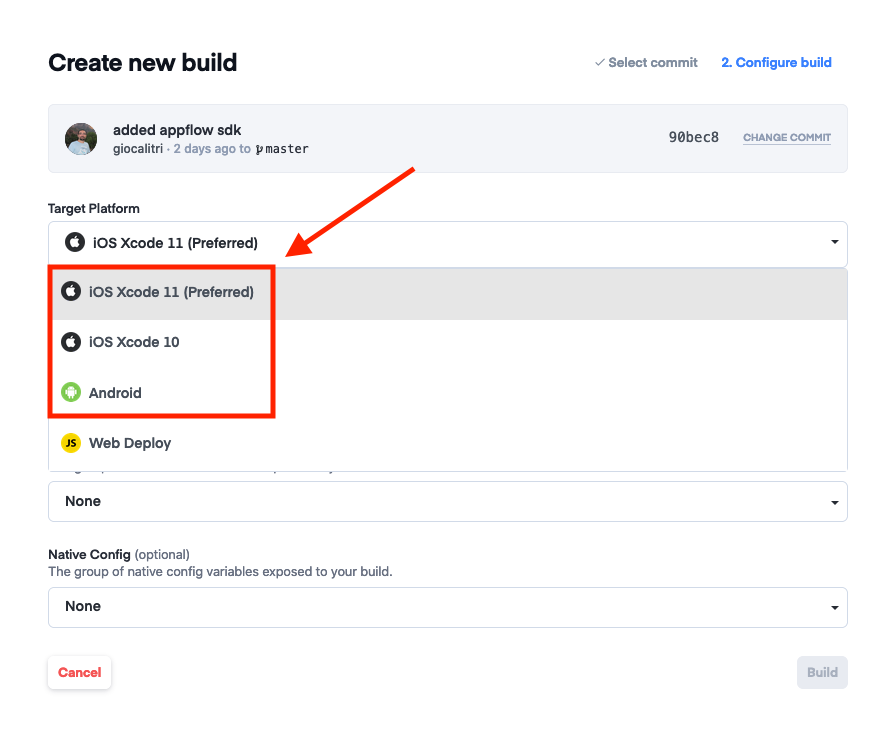 Create new build
✓ Select commit
2. Configure build
added appflow sdk
giocalitri · 2 days ago to master
90bec8
CHANGE COMMIT
Target Platform
iOS Xcode 11 (Preferred)
iOS Xcode 11 (Preferred)
iOS Xcode 10
Android
JS Web Deploy
None
Native Config (optional)
The group of native config variables exposed to your build.
None
Cancel
Build